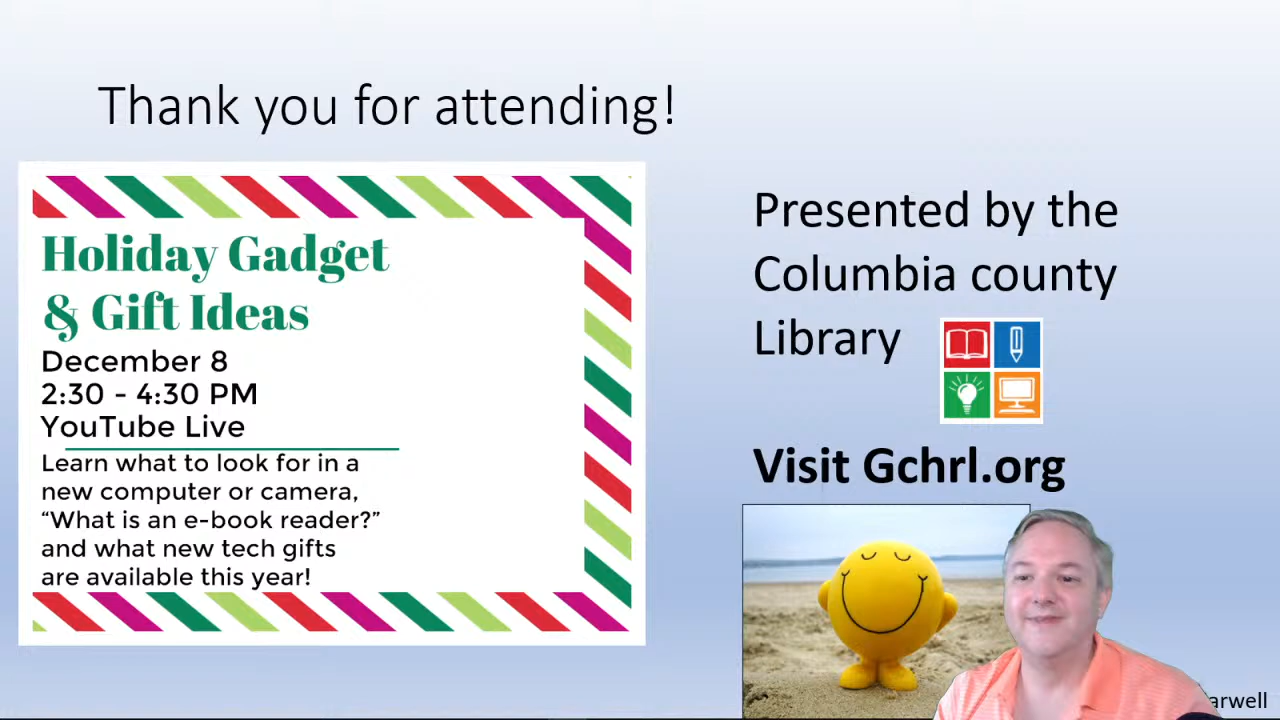 Thank you for attending!
Holiday Gadget
& Gift Ideas
December 8
2:30 - 4:30 PM
YouTube Live
Learn what to look for in a
new computer or camera,
“What is an e-book reader?”
and what new tech gifts
are available this year!
Presented by the
Columbia county
Library
Visit Gchrl.org